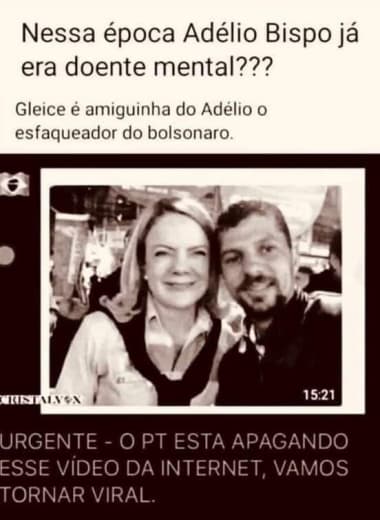 Nessa época Adélio Bispo já
era doente mental???
Gleice é amiguinha do Adélio o
esfaqueador do bolsonaro.
CRISTALVOX
15:21
URGENTE - O PT ESTA APAGANDO
ESSE VÍDEO DA INTERNET, VAMOS
TORNAR VIRAL.